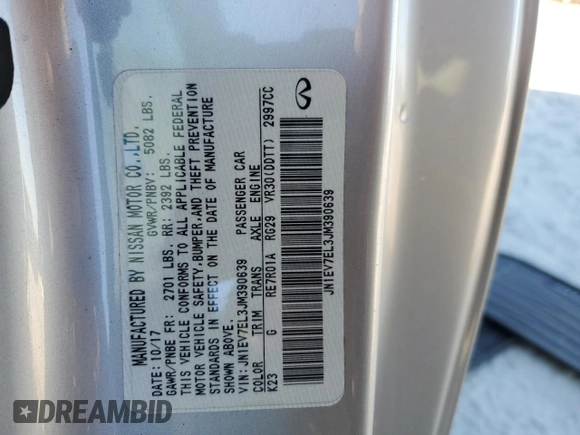 MANUFACTURED BY NISSAN MOTOR CO.,LTD.
DATE: 10/17 GVWR/PNBV: 5082 LBS.
GAWR/PNBE FR: 2701 LBS. RR: 2392 LBS.
THIS VEHICLE CONFORMS TO ALL APPLICABLE FEDERAL
MOTOR VEHICLE SAFETY,BUMPER,AND THEFT PREVENTION
STANDARDS IN EFFECT ON THE DATE OF MANUFACTURE
SHOWN ABOVE.
VIN: JN1EV7EL3JM390639 PASSENGER CAR
COLOR TRIM TRANS AXLE ENGINE
K23 G RE7R01A RG29 VR30(DDTT) 2997CC
JN1EV7EL3JM390639
DREAMBID